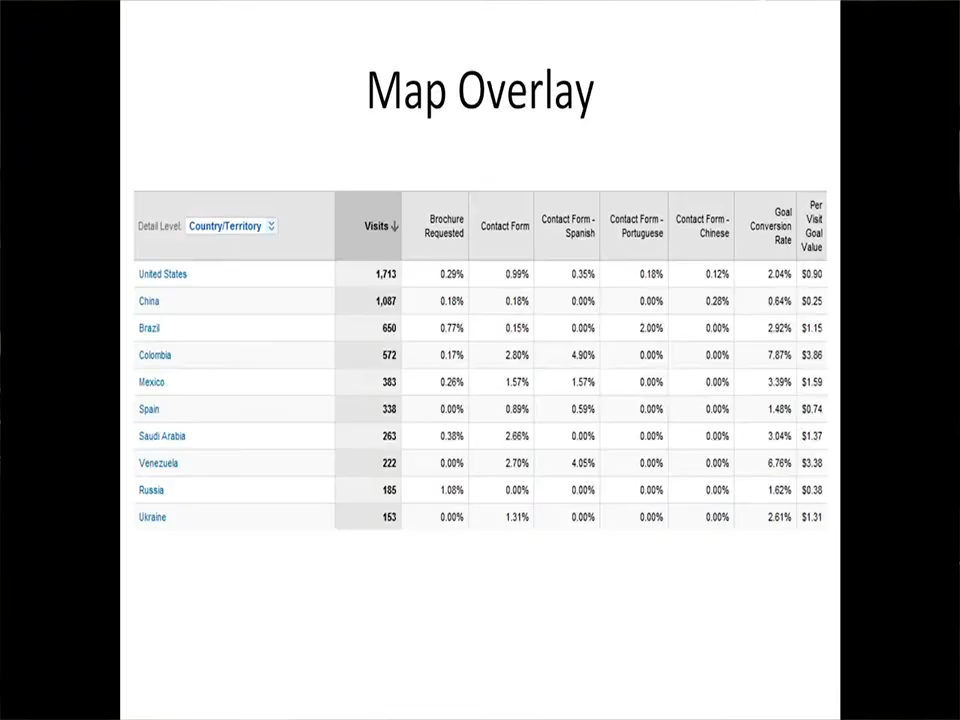 Map Overlay
Detail Level: Country/Territory Visits Brochure Requested Contact Form Contact Form - Spanish Contact Form - Portuguese Contact Form - Chinese Goal Conversion Rate Per Visit Goal Value
United States 1,713 0.29% 0.99% 0.35% 0.18% 0.12% 2.04% $0.90
China 1,087 0.18% 0.18% 0.00% 0.00% 0.28% 0.64% $0.25
Brazil 650 0.77% 0.15% 0.00% 2.00% 0.00% 2.92% $1.15
Colombia 572 0.17% 2.80% 4.90% 0.00% 0.00% 7.87% $3.86
Mexico 383 0.26% 1.57% 1.57% 0.00% 0.00% 3.39% $1.59
Spain 338 0.00% 0.89% 0.59% 0.00% 0.00% 1.48% $0.74
Saudi Arabia 263 0.38% 2.66% 0.00% 0.00% 0.00% 3.04% $1.37
Venezuela 222 0.00% 2.70% 4.05% 0.00% 0.00% 6.76% $3.38
Russia 185 1.08% 0.00% 0.00% 0.00% 0.00% 1.62% $0.38
Ukraine 153 0.00% 1.31% 0.00% 0.00% 0.00% 2.61% $1.31